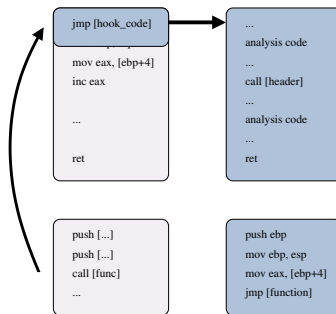 jmp [hook_code]
mov eax, [ebp+4]
inc eax
...
ret
...
analysis code
...
call [header]
...
analysis code
...
ret
push [...]
push [...]
call [func]
...
push ebp
mov ebp, esp
mov eax, [ebp+4]
jmp [function]